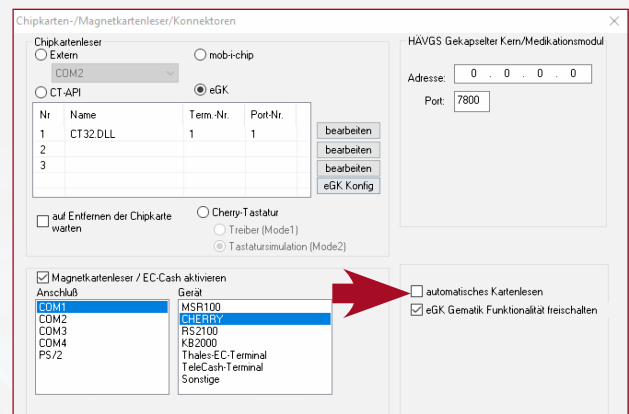 Chipkarten-/Magnetkartenleser/Konnektoren
Chipkartenleser
Extern
mob-i-chip
COM2
CT-API
eGK
Nr Name Term.-Nr. Port-Nr.
1 CT32.DLL 1 1
2
3
bearbeiten
bearbeiten
bearbeiten
eGK Konfig
auf Entfernen der Chipkarte
warten
Cherry-Tastatur
Treiber (Mode1)
Tastatursimulation (Mode2)
HÄVGS Gekapselter Kern/Medikationsmodul
Adresse: 0 . 0 . 0 . 0
Port: 7800
Magnetkartenleser / EC-Cash aktivieren
Anschluß
COM1
COM2
COM3
COM4
PS/2
Gerät
MSR100
CHERRY
RS2100
KB2000
Thales-EC-Terminal
TeleCash-Terminal
Sonstige
automatisches Kartenlesen
eGK Gematik Funktionalität freischalten